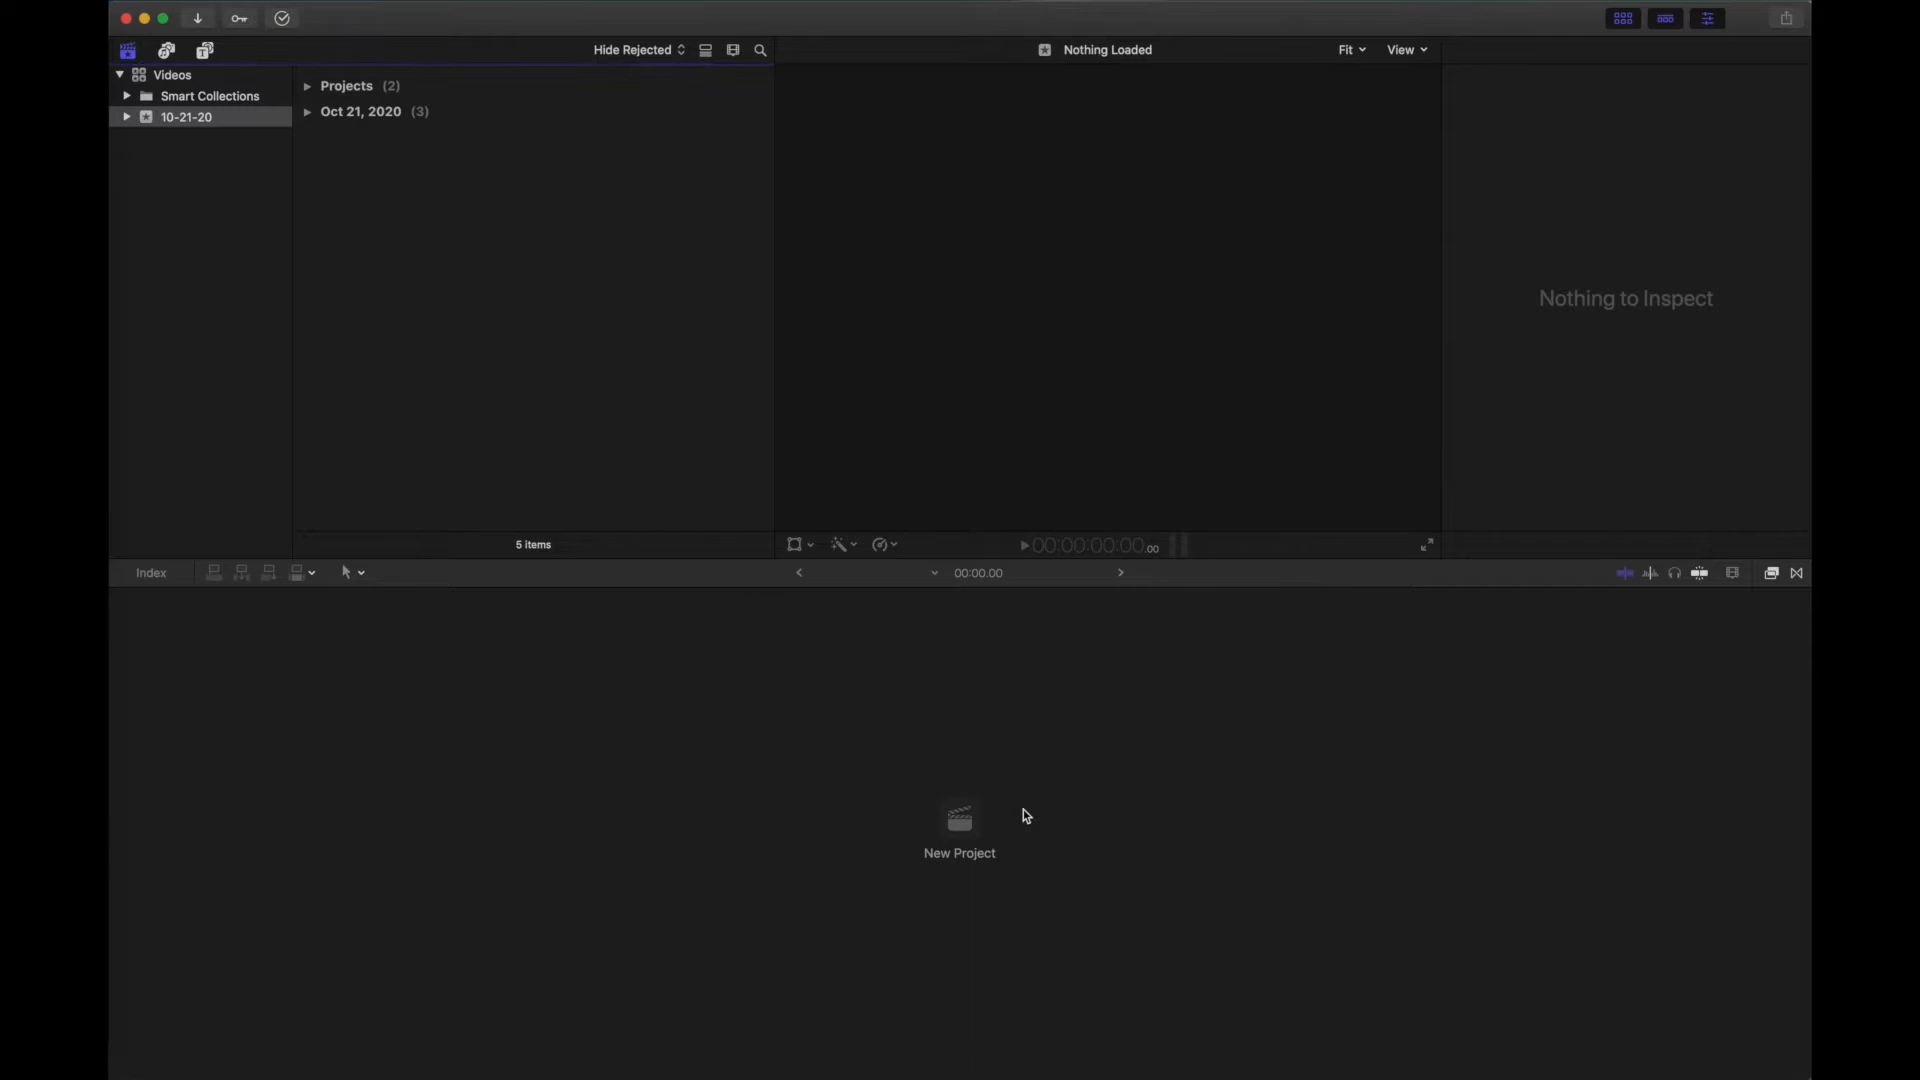 Hide Rejected
Nothing Loaded
Fit
View
Videos
Smart Collections
10-21-20
Projects (2)
Oct 21, 2020 (3)
Nothing to Inspect
5 items
00:00:00:00.00
Index
00:00.00
New Project